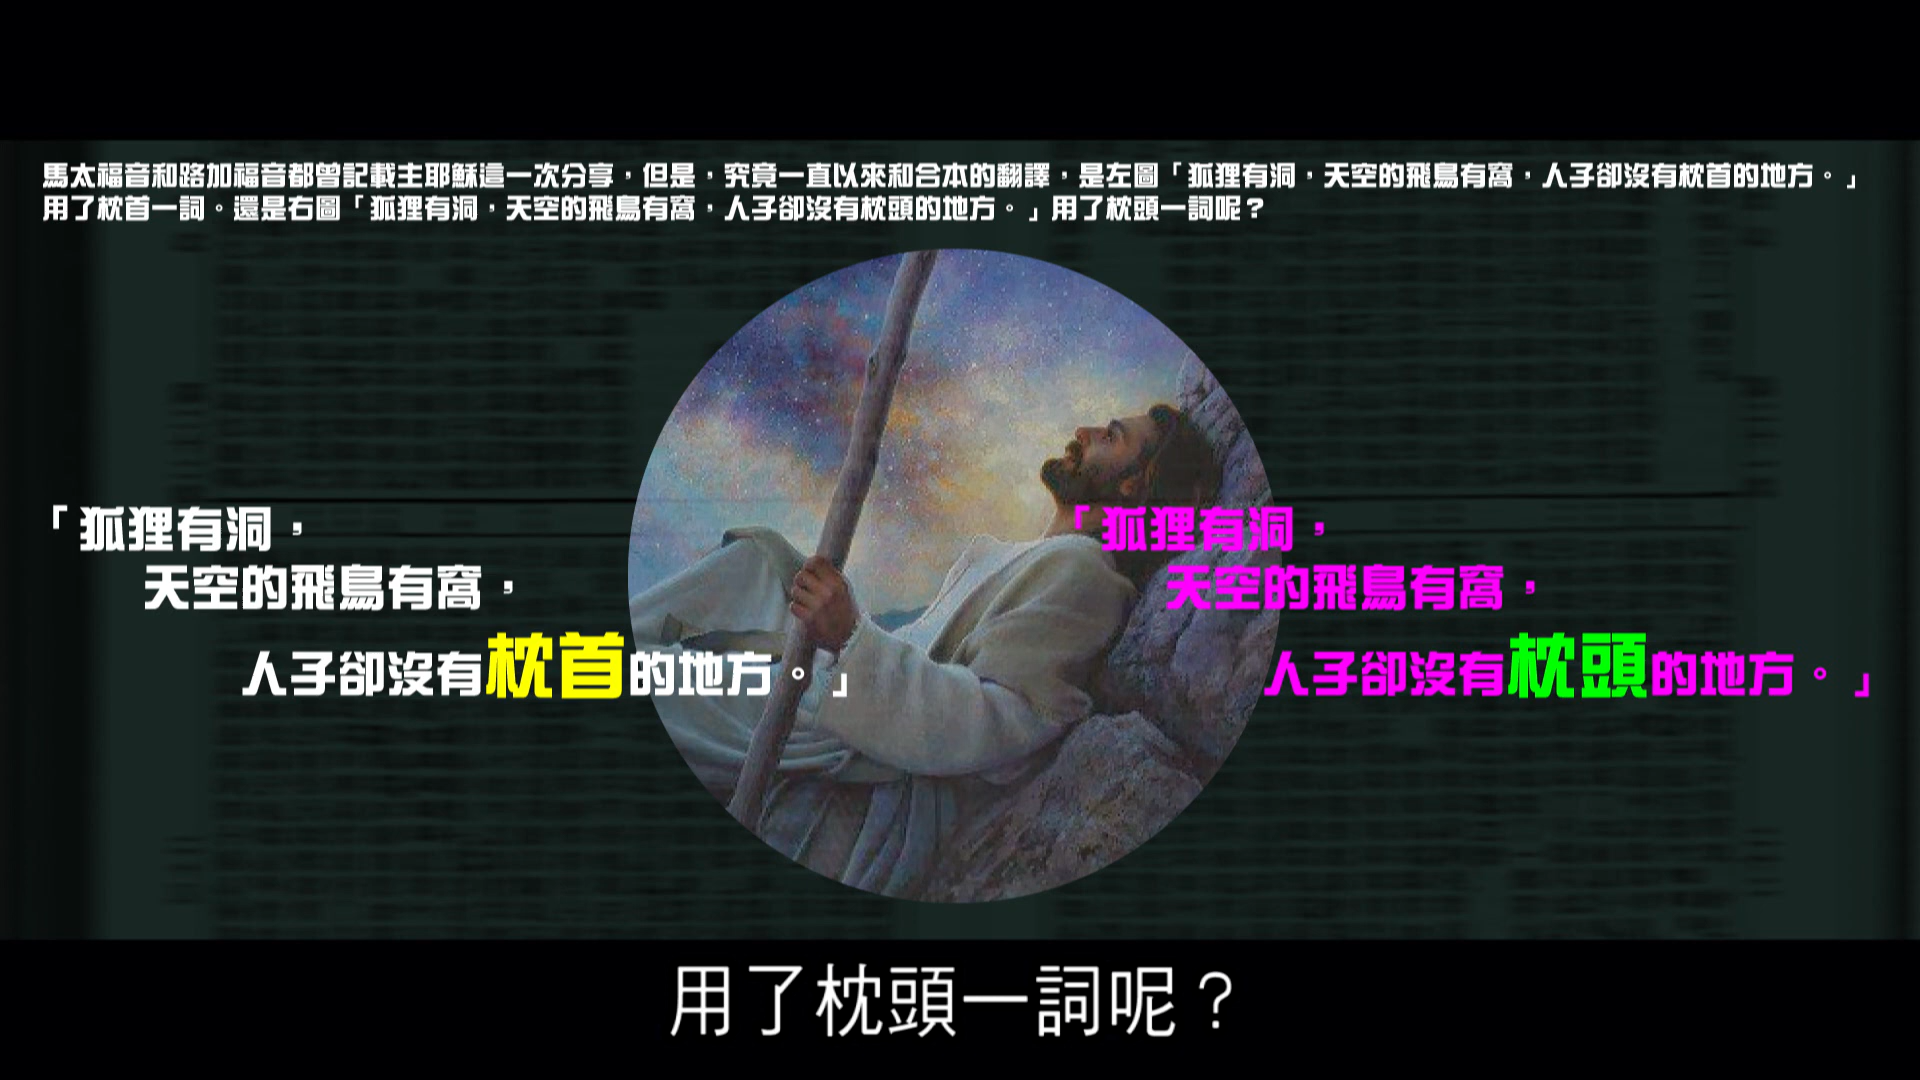 馬太福音和路加福音都曾記載主耶穌這一次分享，但是，究竟一直以來和合本的翻譯，是左圖「狐狸有洞，天空的飛鳥有窩，人子卻沒有枕首的地方。」
用了枕首一詞。還是右圖「狐狸有洞，天空的飛鳥有窩，人子卻沒有枕頭的地方。」用了枕頭一詞呢？
「狐狸有洞，
天空的飛鳥有窩，
人子卻沒有枕首的地方。」
「狐狸有洞，
天空的飛鳥有窩，
人子卻沒有枕頭的地方。」
用了枕頭一詞呢？